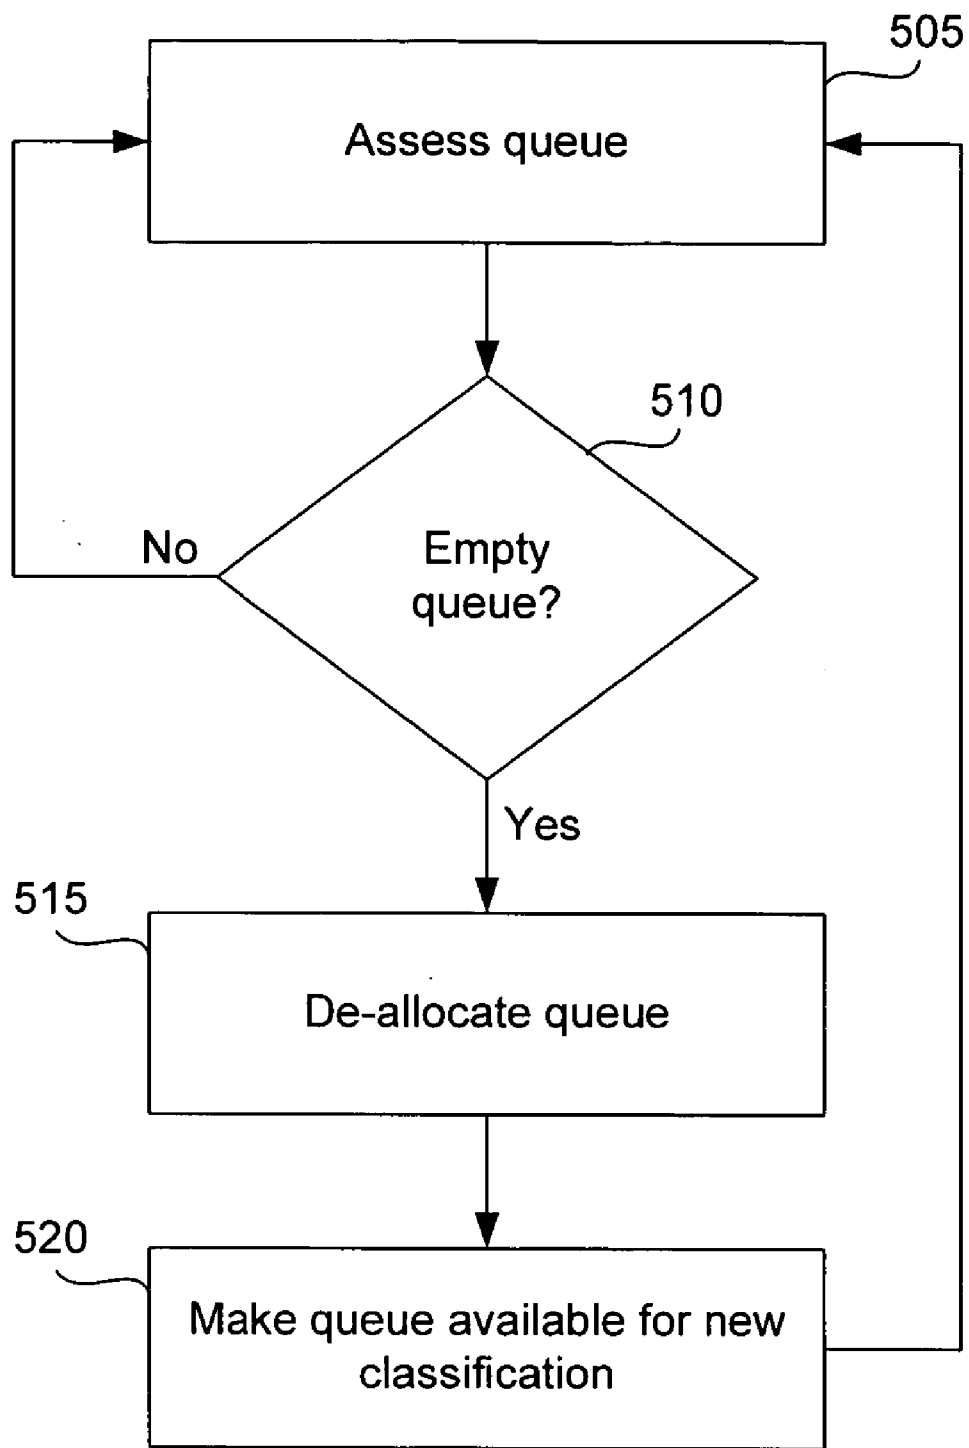 505
Assess queue
510
No
Empty
queue?
Yes
515
De-allocate queue
520
Make queue available for new
classification